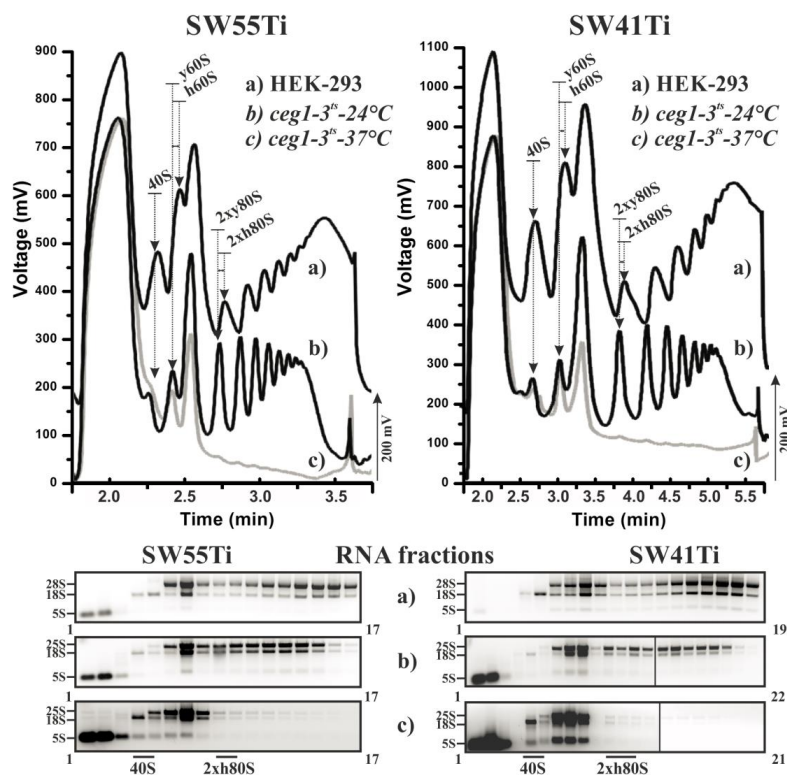 SW55Ti
SW41Ti
900
800
700
600
500
400
300
200
100
0
Voltage (mV)
2.0
2.5
3.0
3.5
Time (min)
40S
y60S
h60S
2xy80S
2xh80S
a) HEK-293
b) ceg1-3ts-24°C
c) ceg1-3ts-37°C
a)
b)
c)
200 mV
1100
1000
900
800
700
600
500
400
300
200
100
0
Voltage (mV)
2.0
2.5
3.0
3.5
4.0
4.5
5.0
5.5
Time (min)
40S
y60S
h60S
2xy80S
2xh80S
a) HEK-293
b) ceg1-3ts-24°C
c) ceg1-3ts-37°C
a)
b)
c)
200 mV
SW55Ti RNA fractions SW41Ti
28S
18S
5S
1
17
a)
28S
18S
5S
1
19
25S
18S
5S
1
17
b)
25S
18S
5S
1
22
25S
18S
5S
1
17
c)
25S
18S
5S
1
21
40S
2xh80S
40S
2xh80S